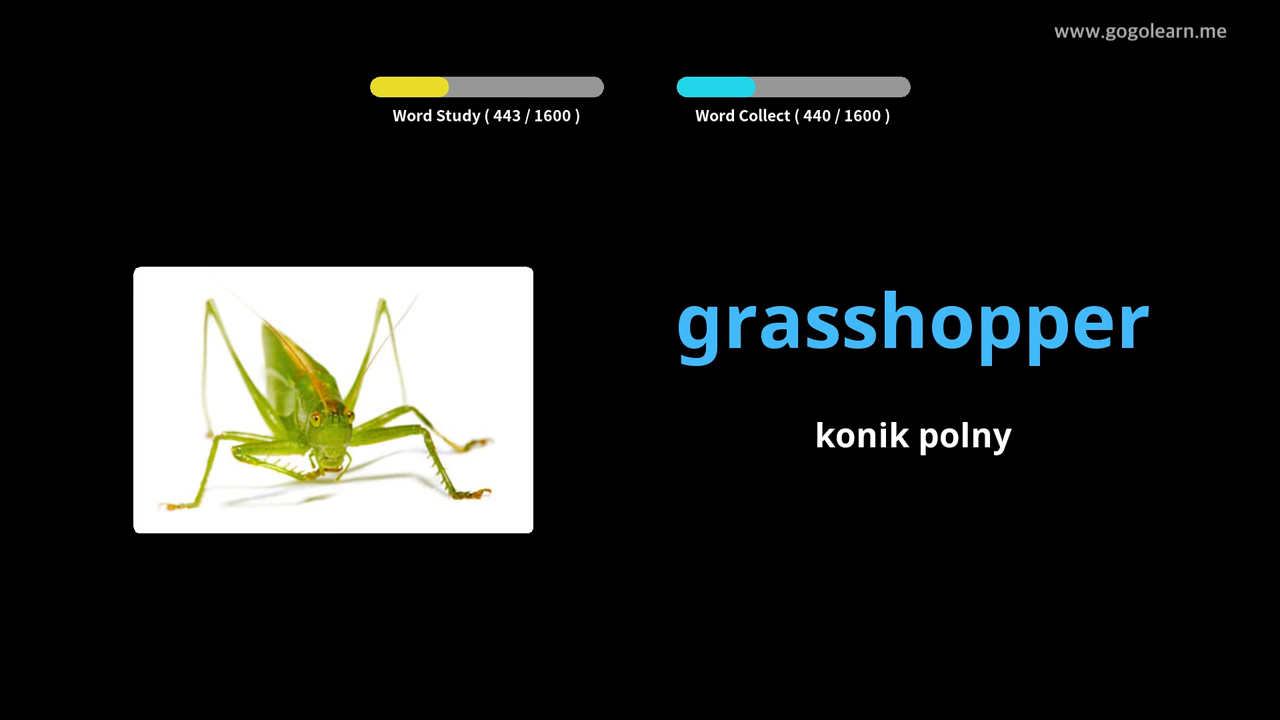 www.gogolearn.me
Word Study ( 443 / 1600 )
Word Collect ( 440 / 1600 )
grasshopper
konik polny